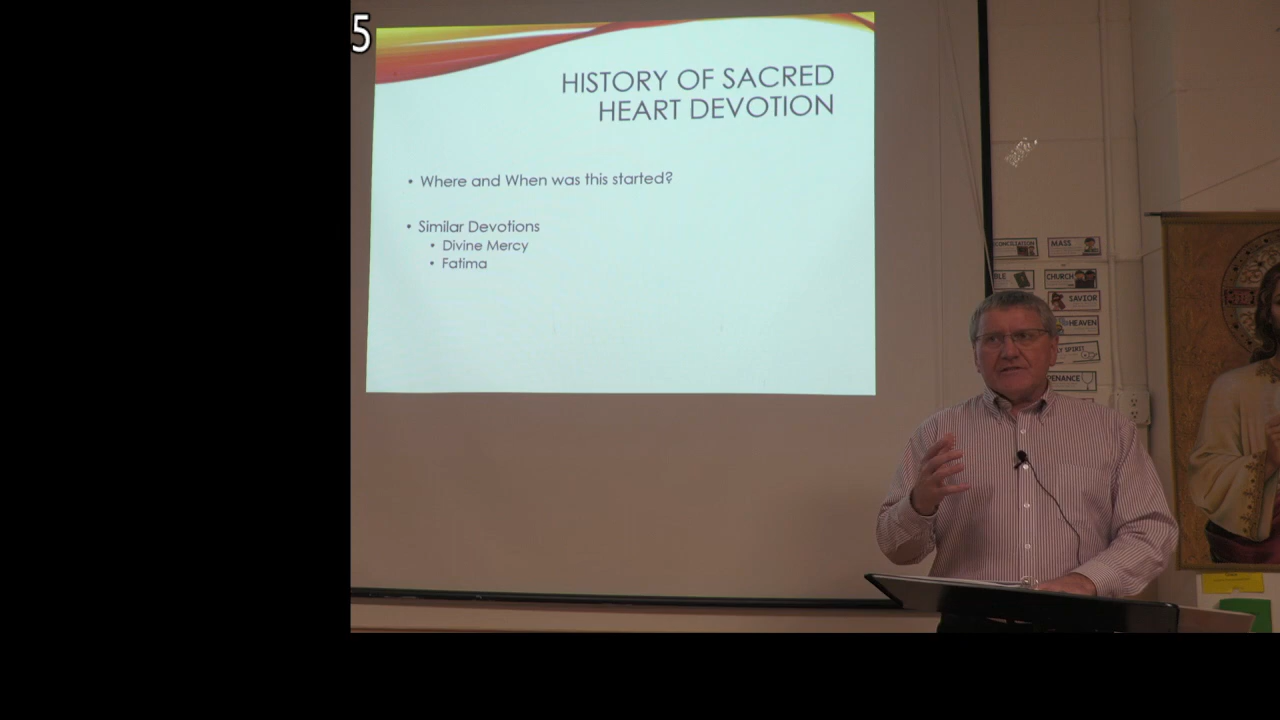 5
HISTORY OF SACRED
HEART DEVOTION
• Where and When was this started?
• Similar Devotions
• Divine Mercy
• Fatima
MASS
CHURCH
SAVIOR
HEAVEN
SPIRIT
PENANCE